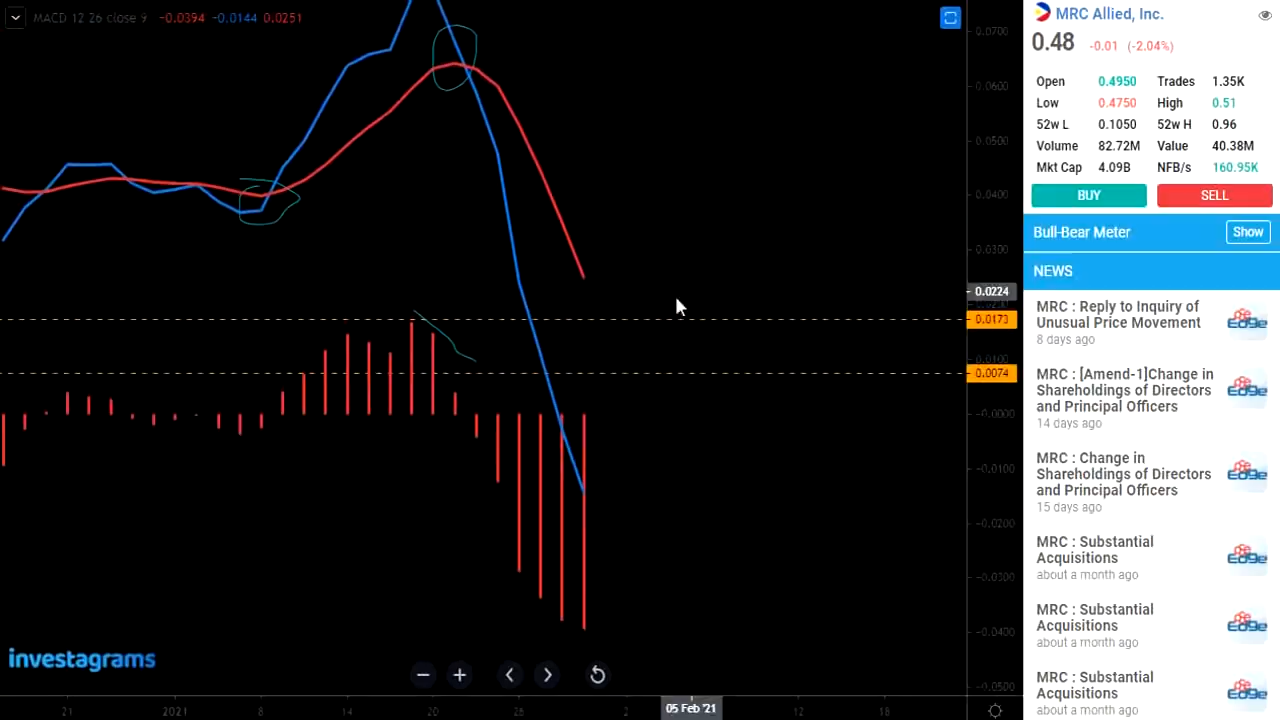 MACD 12 26 close 9 -0.0394 -0.0144 0.0251
0.0700
0.0600
0.0500
0.0400
0.0300
0.0224
0.0173
0.0100
0.0074
-0.0000
-0.0100
-0.0200
-0.0300
-0.0400
-0.0500
investagrams
21
2021
8
14
20
26
2
05 Feb '21
12
18
MRC Allied, Inc.
0.48 -0.01 (-2.04%)
Open 0.4950 Trades 1.35K
Low 0.4750 High 0.51
52w L 0.1050 52w H 0.96
Volume 82.72M Value 40.38M
Mkt Cap 4.09B NFB/s 160.95K
BUY SELL
Bull-Bear Meter Show
NEWS
MRC : Reply to Inquiry of
Unusual Price Movement
8 days ago
MRC : [Amend-1]Change in
Shareholdings of Directors
and Principal Officers
14 days ago
MRC : Change in
Shareholdings of Directors
and Principal Officers
15 days ago
MRC : Substantial
Acquisitions
about a month ago
MRC : Substantial
Acquisitions
about a month ago
MRC : Substantial
Acquisitions
about a month ago